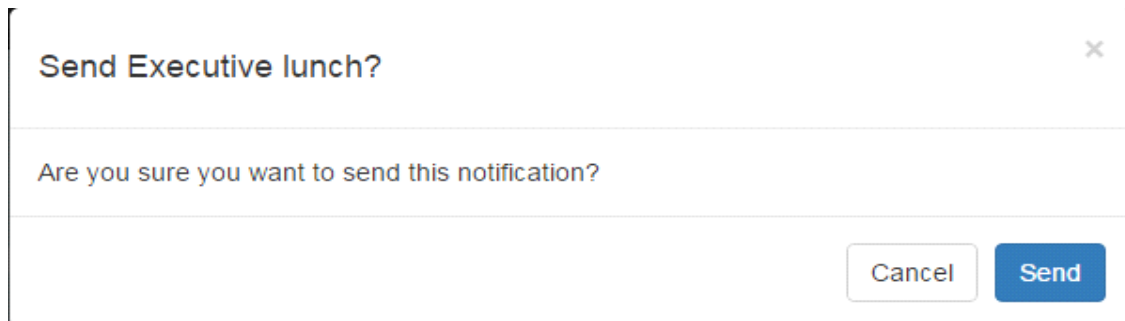 Send Executive lunch?
×
Are you sure you want to send this notification?
Cancel
Send